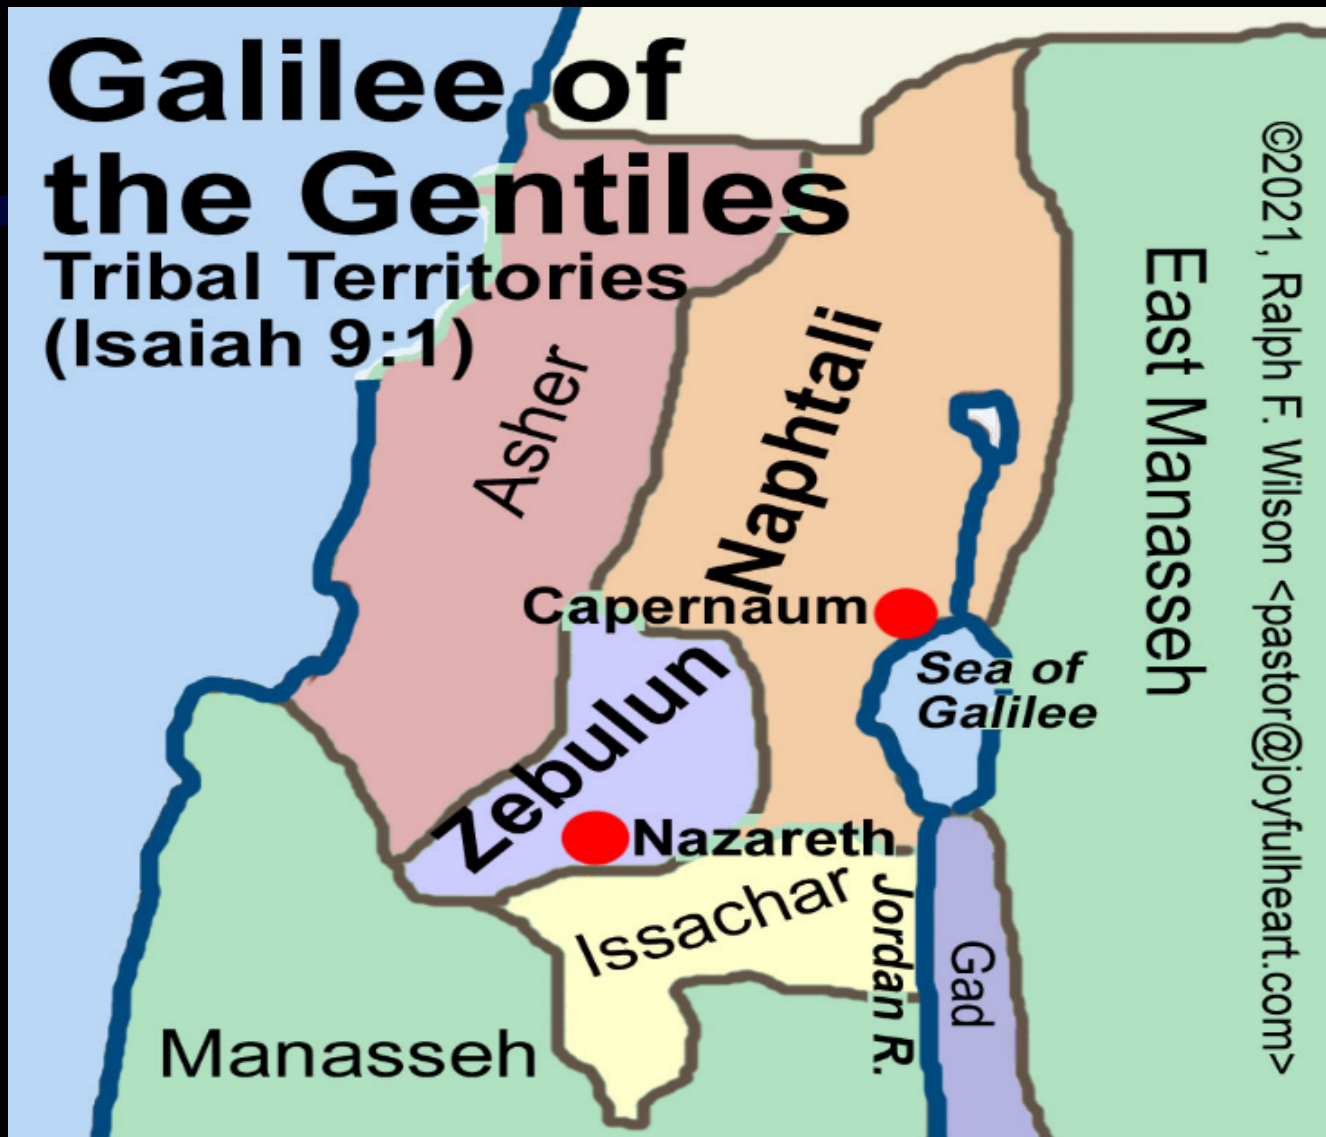 Galilee of
the Gentiles
Tribal Territories
(Isaiah 9:1)
Asher
Naphtali
East Manasseh
©2021, Ralph F. Wilson <pastor@joyfulheart.com>
Capernaum
Sea of
Galilee
Zebulun
Nazareth
Issachar
Jordan R.
Gad
Manasseh